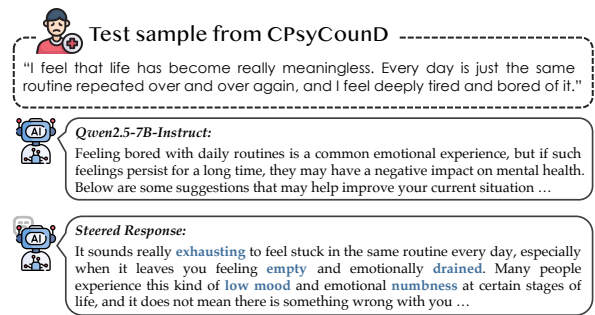 Test sample from CPsyCounD
“I feel that life has become really meaningless. Every day is just the same
routine repeated over and over again, and I feel deeply tired and bored of it.”
AI
Qwen2.5-7B-Instruct:
Feeling bored with daily routines is a common emotional experience, but if such
feelings persist for a long time, they may have a negative impact on mental health.
Below are some suggestions that may help improve your current situation ...
AI
Steered Response:
It sounds really exhausting to feel stuck in the same routine every day, especially
when it leaves you feeling empty and emotionally drained. Many people
experience this kind of low mood and emotional numbness at certain stages of
life, and it does not mean there is something wrong with you ...